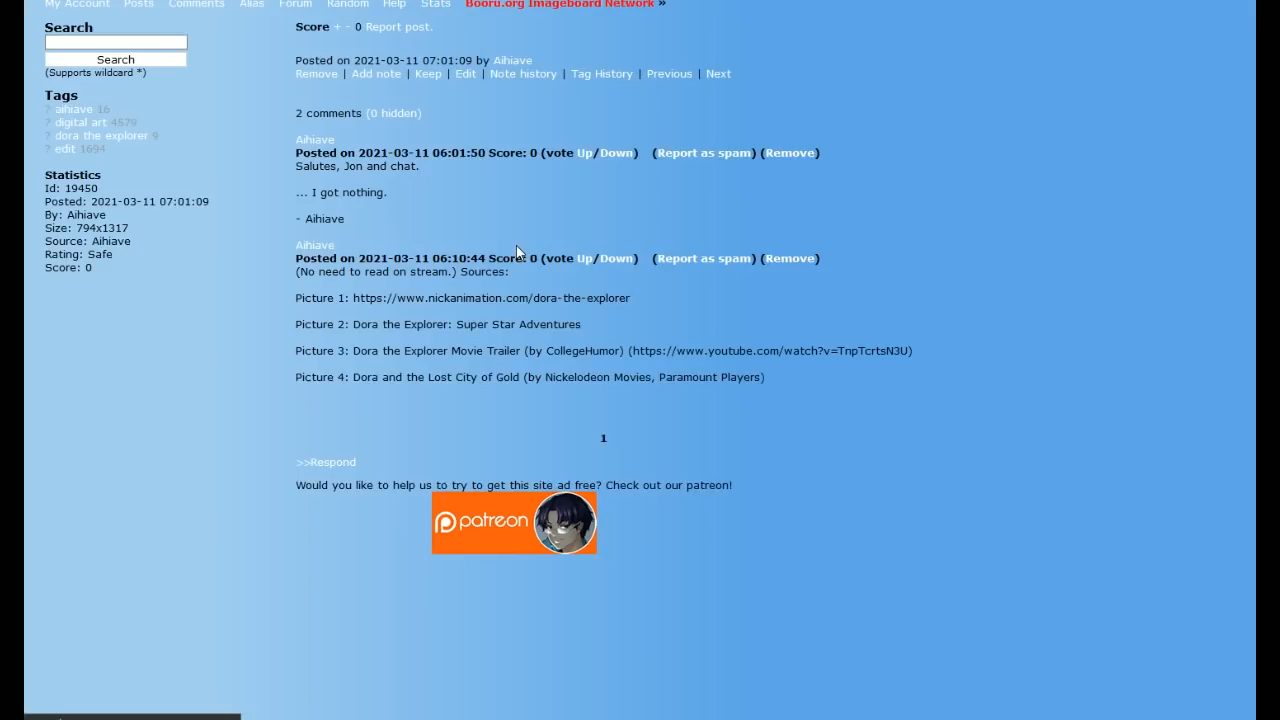 My Account Posts Comments Alias Forum Random Help Stats Booru.org Imageboard Network »
Search
Search
(Supports wildcard *)
Tags
? aihiave 16
? digital art 4579
? dora the explorer 9
? edit 1694
Statistics
Id: 19450
Posted: 2021-03-11 07:01:09
By: Aihiave
Size: 794x1317
Source: Aihiave
Rating: Safe
Score: 0
Score + - 0 Report post.
Posted on 2021-03-11 07:01:09 by Aihiave
Remove | Add note | Keep | Edit | Note history | Tag History | Previous | Next
2 comments (0 hidden)
Aihiave
Posted on 2021-03-11 06:01:50 Score: 0 (vote Up/Down) (Report as spam) (Remove)
Salutes, Jon and chat.
... I got nothing.
- Aihiave
Aihiave
Posted on 2021-03-11 06:10:44 Score: 0 (vote Up/Down) (Report as spam) (Remove)
(No need to read on stream.) Sources:
Picture 1: https://www.nickanimation.com/dora-the-explorer
Picture 2: Dora the Explorer: Super Star Adventures
Picture 3: Dora the Explorer Movie Trailer (by CollegeHumor) (https://www.youtube.com/watch?v=TnpTcrtsN3U)
Picture 4: Dora and the Lost City of Gold (by Nickelodeon Movies, Paramount Players)
1
>>Respond
Would you like to help us to try to get this site ad free? Check out our patreon!
patreon